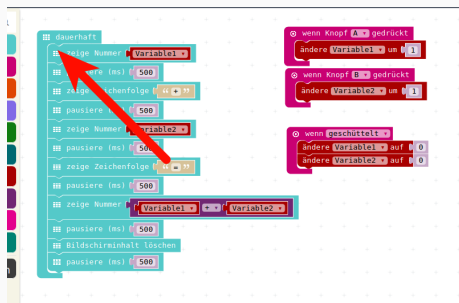 dauerhaft
zeige Nummer Variable1
pausiere (ms) 500
zeige Zeichenfolge " + "
pausiere (ms) 500
zeige Nummer Variable2
pausiere (ms) 500
zeige Zeichenfolge " = "
pausiere (ms) 500
zeige Nummer Variable1 + Variable2
pausiere (ms) 500
Bildschirminhalt löschen
pausiere (ms) 500
wenn Knopf A gedrückt
ändere Variable1 um 1
wenn Knopf B gedrückt
ändere Variable2 um 1
wenn geschüttelt
ändere Variable1 auf 0
ändere Variable2 auf 0